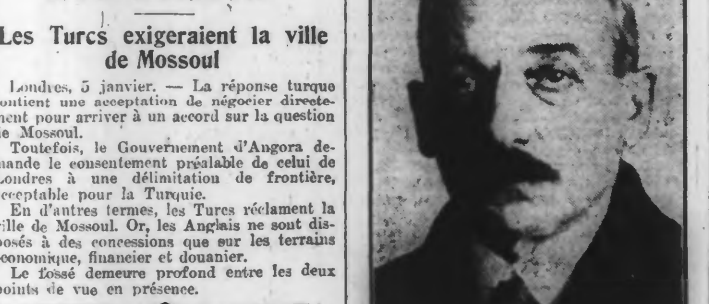 Les Turcs exigeraient la ville
de Mossoul
Londres, 5 janvier. — La réponse turque
contient une acceptation de négocier directe-
ment pour arriver à un accord sur la question
de Mossoul.
Toutefois, le Gouvernement d'Angora de-
mande le consentement préalable de celui de
Londres à une délimitation de frontière,
acceptable pour la Turquie.
En d'antres termes, les Turcs réclament la
ville de Mossoul. Or, les Anglais ne sont dis-
posés à des concessions que sur les terrains
économique, financier et douanier.
Le fossé demeure profond entre les deux
points de vue en présence.